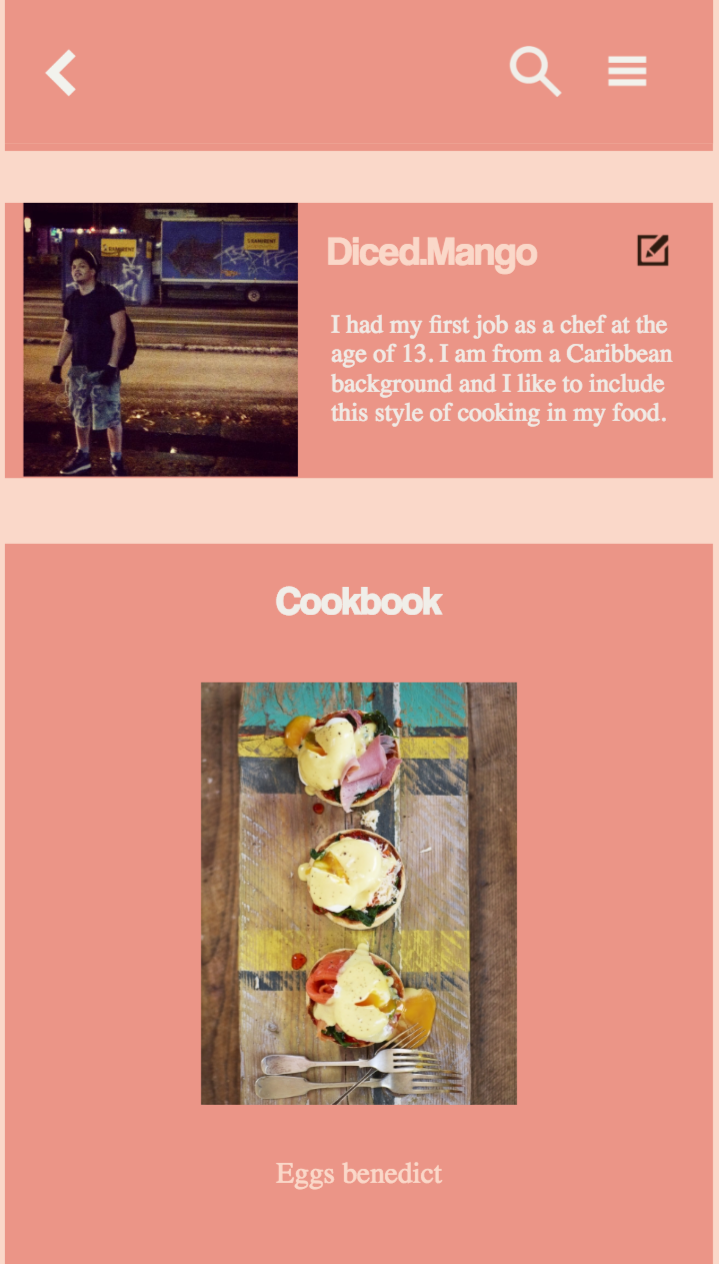 Diced.Mango
I had my first job as a chef at the
age of 13. I am from a Caribbean
background and I like to include
this style of cooking in my food.
Cookbook
Eggs benedict